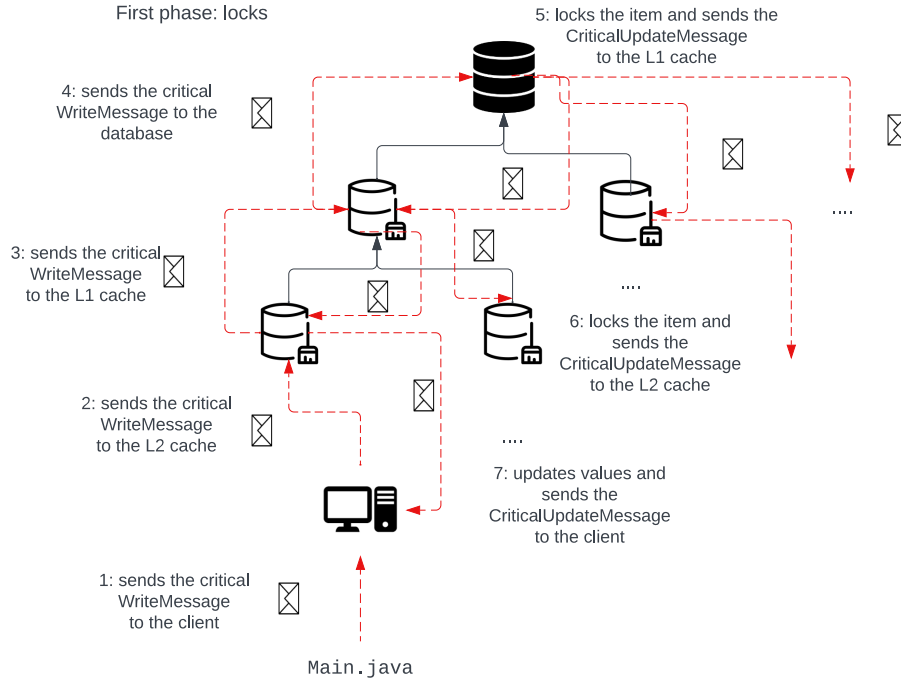 First phase: locks
5: locks the item and sends the
CriticalUpdateMessage
to the L1 cache
4: sends the critical
WriteMessage to the
database
....
3: sends the critical
WriteMessage
to the L1 cache
....
6: locks the item and
sends the
CriticalUpdateMessage
to the L2 cache
2: sends the critical
WriteMessage
to the L2 cache
....
7: updates values and
sends the
CriticalUpdateMessage
to the client
1: sends the critical
WriteMessage
to the client
Main.java